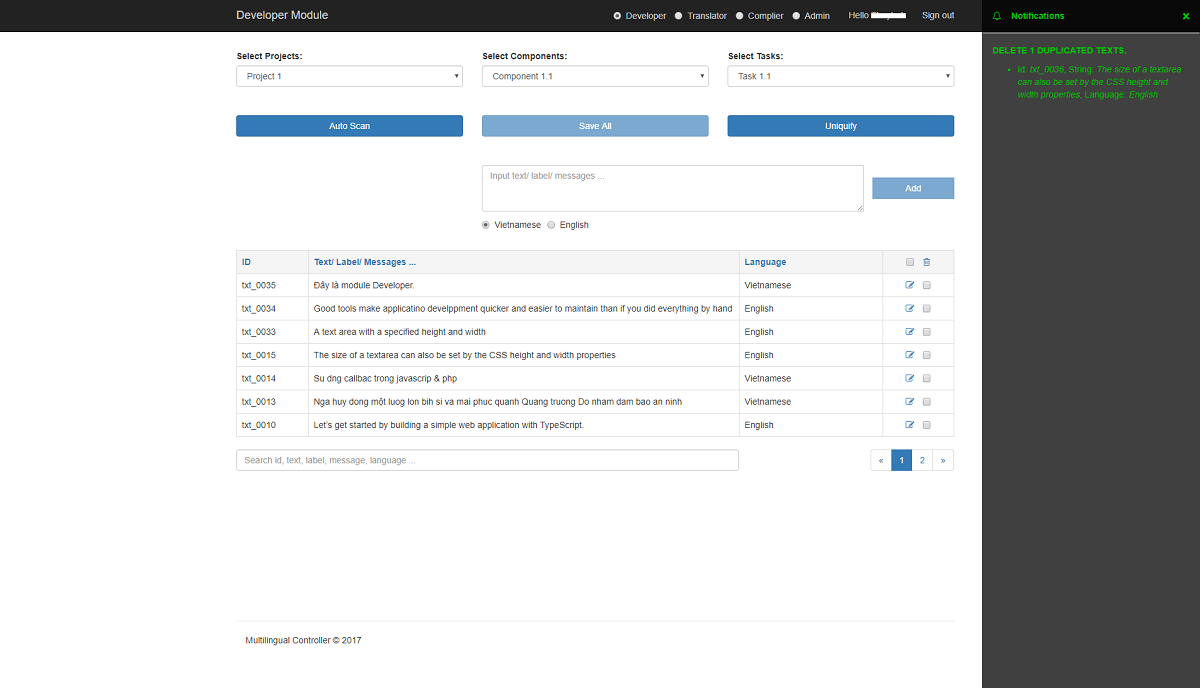 Developer Module
Developer Translator Complier Admin Hello Sign out
Notifications
Select Projects: Select Components: Select Tasks:
Project 1 Component 1.1 Task 1.1
Auto Scan Save All Uniquify
Input text/ label/ messages ...
Add
Vietnamese English
ID Text/ Label/ Messages ... Language
txt_0035 Đây là module Developer. Vietnamese
txt_0034 Good tools make applicatino develppment quicker and easier to maintain than if you did everything by hand English
txt_0033 A text area with a specified height and width English
txt_0015 The size of a textarea can also be set by the CSS height and width properties English
txt_0014 Su dng callbac trong javascrip & php Vietnamese
txt_0013 Nga huy dong một luog lon bih si va mai phuc quanh Quang truong Do nham dam bao an ninh Vietnamese
txt_0010 Let's get started by building a simple web application with TypeScript. English
Search id, text, label, message, language ...
« 1 2 »
Multilingual Controller © 2017
DELETE 1 DUPLICATED TEXTS.
Id: txt_0036, String: The size of a textarea
can also be set by the CSS height and
width properties, Language: English